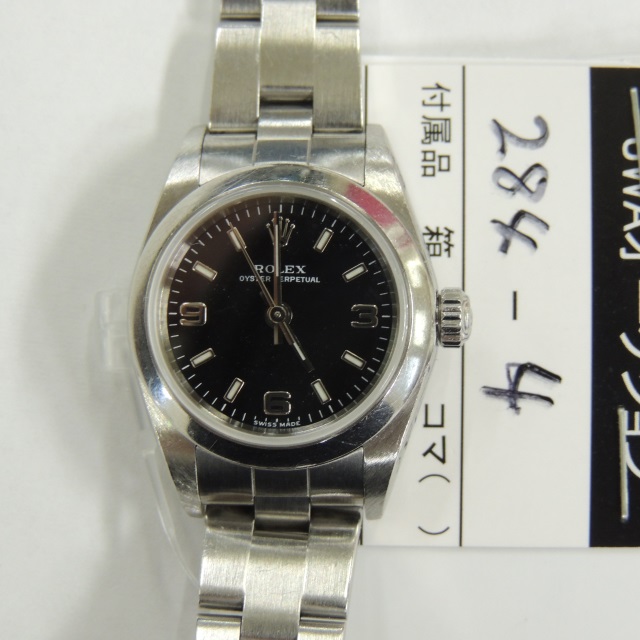 ROLEX
OYSTER PERPETUAL
3
6
9
SWISS MADE
284-4
付属品 箱 コマ( )